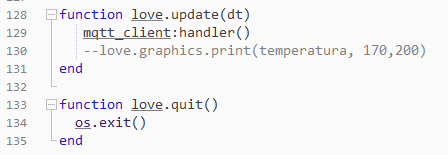 128 function love.update(dt)
129 mqtt_client:handler()
130 --love.graphics.print(temperatura, 170,200)
131 end
132
133 function love.quit()
134 os.exit()
135 end